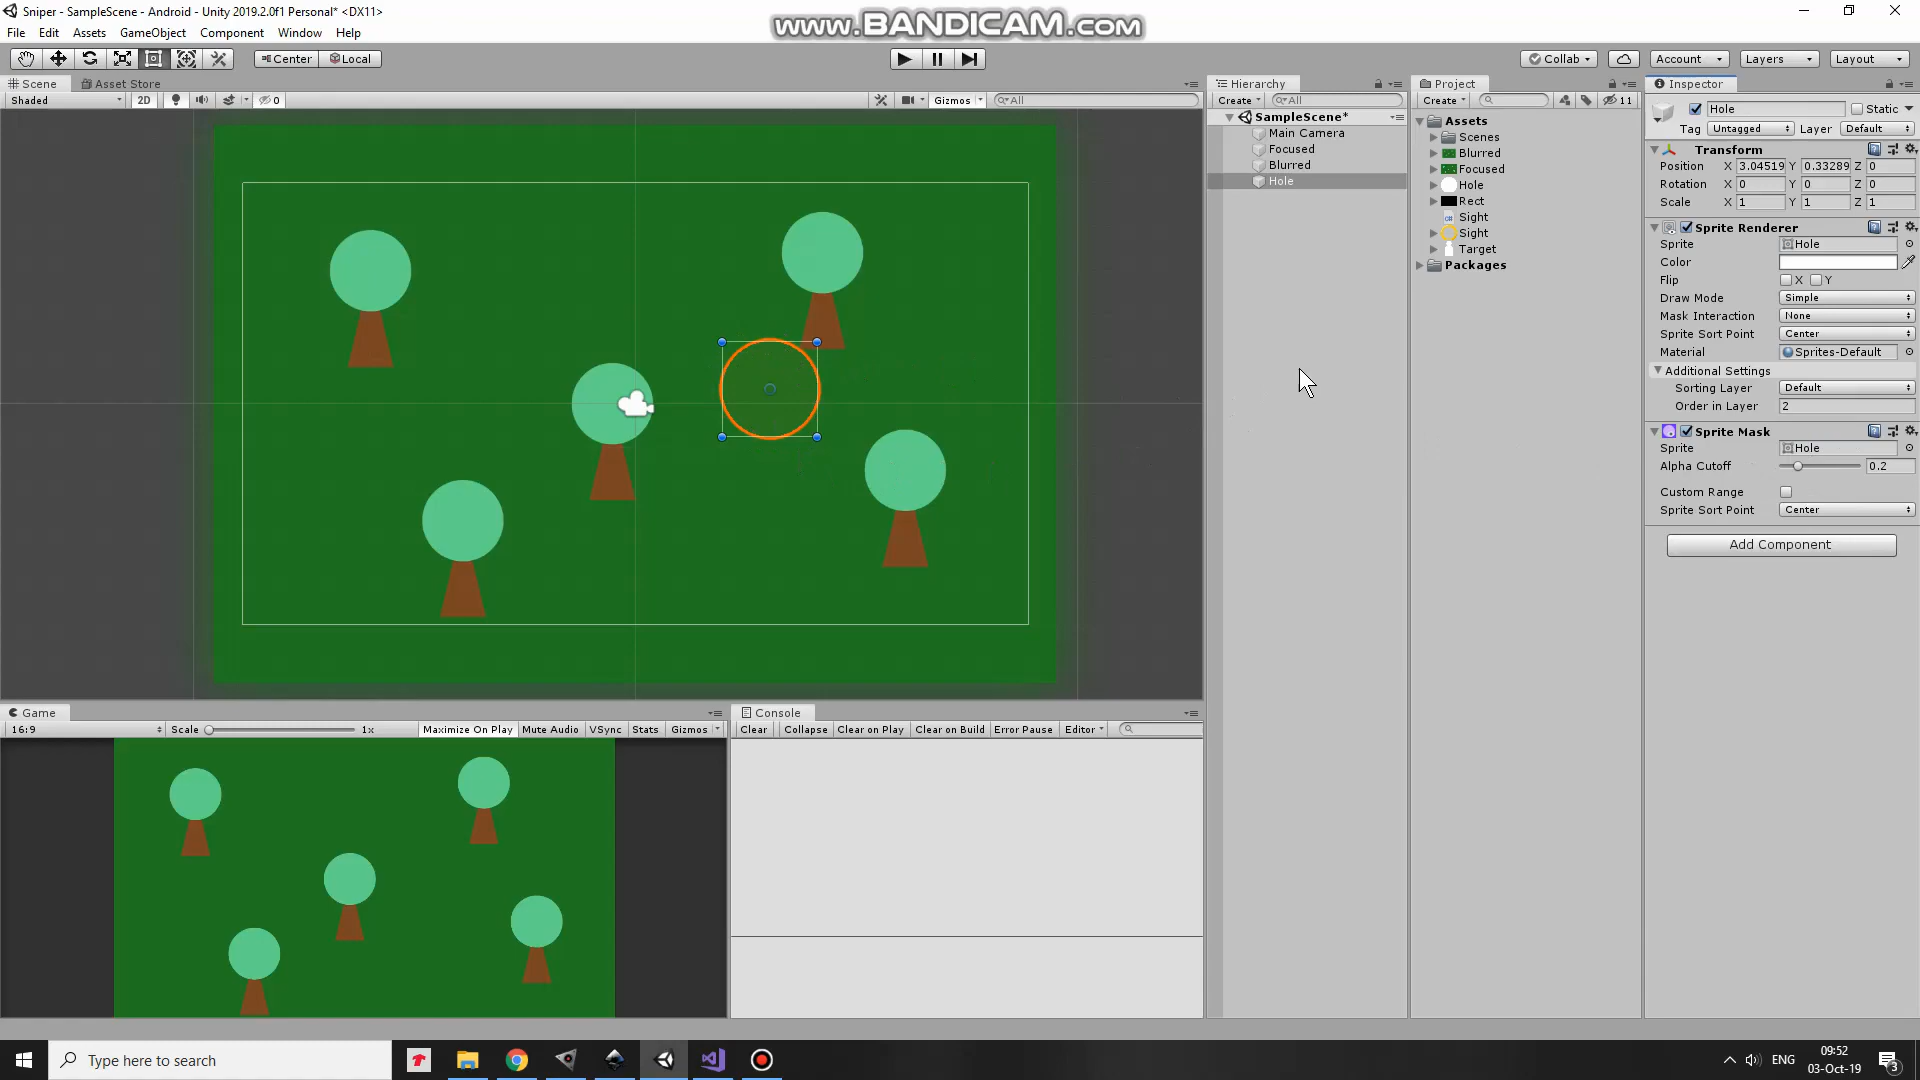 Sniper - SampleScene - Android - Unity 2019.2.0f1 Personal* <DX11>
www.BANDICAM.com
File Edit Assets GameObject Component Window Help
Center Local
Collab Account Layers Layout
Scene Asset Store
Shaded 2D 0 Gizmos All
Hierarchy
Create All
SampleScene*
Main Camera
Focused
Blurred
Hole
Project
Create 11
Assets
Scenes
Blurred
Focused
Hole
Rect
Sight
Sight
Target
Packages
Inspector
Hole Static
Tag Untagged Layer Default
Transform
Position X 3.04519 Y 0.33289 Z 0
Rotation X 0 Y 0 Z 0
Scale X 1 Y 1 Z 1
Sprite Renderer
Sprite Hole
Color
Flip X Y
Draw Mode Simple
Mask Interaction None
Sprite Sort Point Center
Material Sprites-Default
Additional Settings
Sorting Layer Default
Order in Layer 2
Sprite Mask
Sprite Hole
Alpha Cutoff 0.2
Custom Range
Sprite Sort Point Center
Add Component
Game
16:9 Scale 1x Maximize On Play Mute Audio VSync Stats Gizmos
Console
Clear Collapse Clear on Play Clear on Build Error Pause Editor
Type here to search
ENG
09:52
03-Oct-19
3